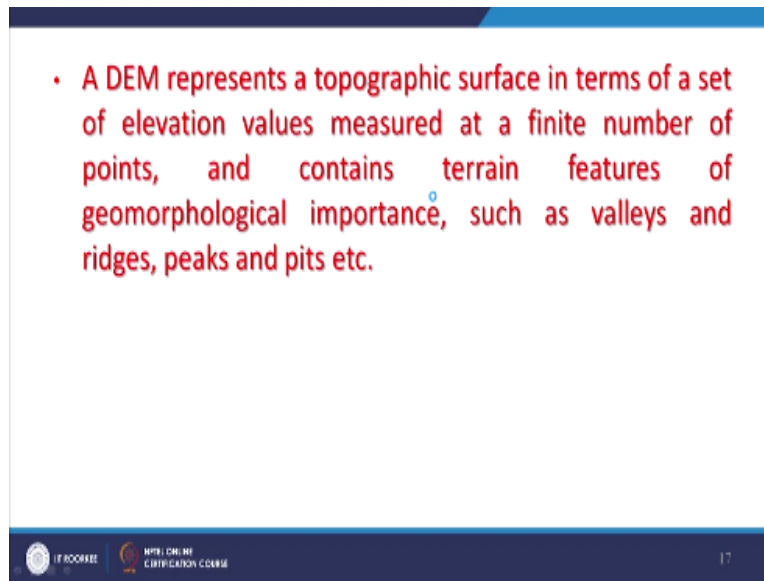 • A DEM represents a topographic surface in terms of a set
of elevation values measured at a finite number of
points, and contains terrain features of
geomorphological importance, such as valleys and
ridges, peaks and pits etc.
IIT ROORKEE
NPTEL ONLINE
CERTIFICATION COURSE
17